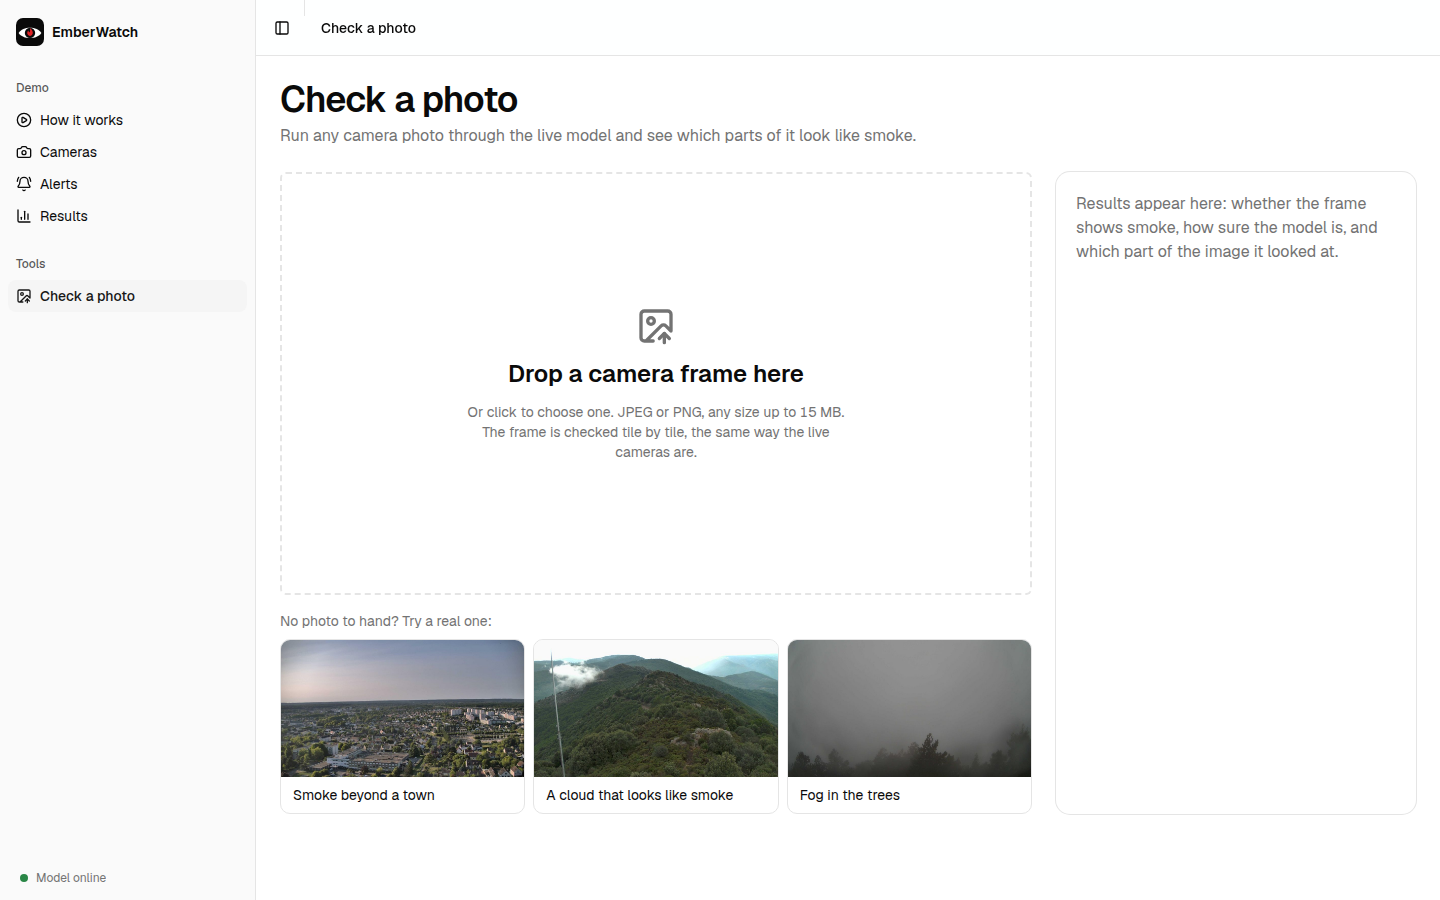 EmberWatch
Demo
How it works
Cameras
Alerts
Results
Tools
Check a photo
Model online
Check a photo
Check a photo
Run any camera photo through the live model and see which parts of it look like smoke.
Drop a camera frame here
Or click to choose one. JPEG or PNG, any size up to 15 MB.
The frame is checked tile by tile, the same way the live
cameras are.
No photo to hand? Try a real one:
Smoke beyond a town
A cloud that looks like smoke
Fog in the trees
Results appear here: whether the frame
shows smoke, how sure the model is, and
which part of the image it looked at.